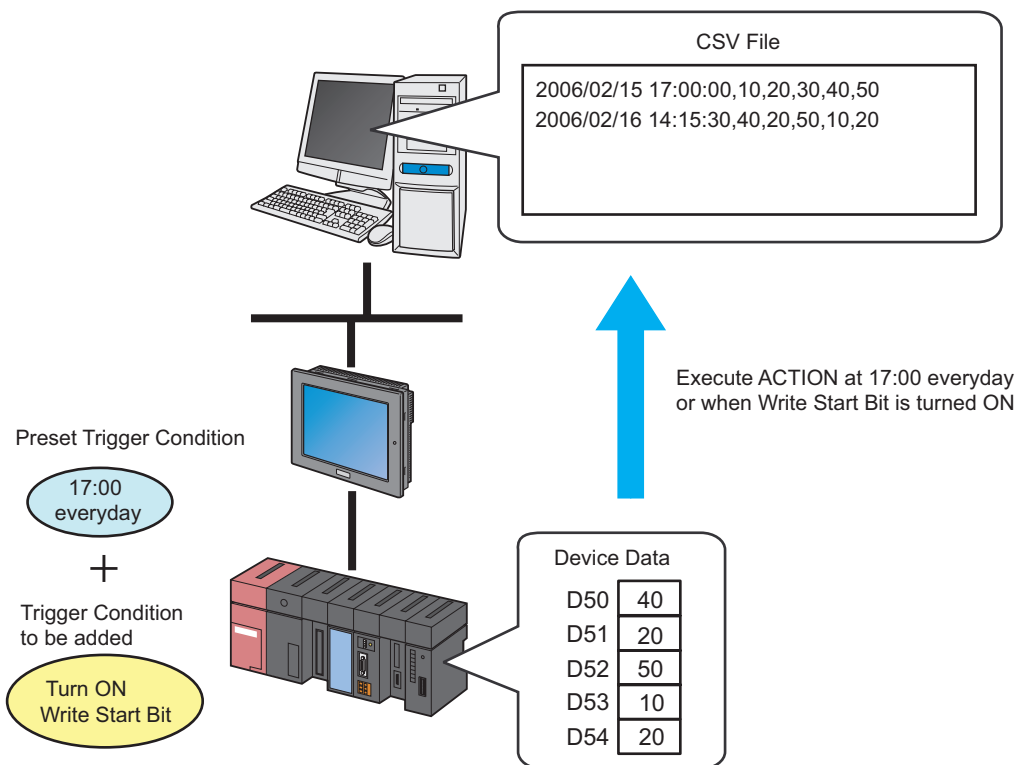 CSV File
2006/02/15 17:00:00,10,20,30,40,50
2006/02/16 14:15:30,40,20,50,10,20
Execute ACTION at 17:00 everyday
or when Write Start Bit is turned ON
Preset Trigger Condition
17:00
everyday
+
Trigger Condition
to be added
Turn ON
Write Start Bit
Device Data
D50 40
D51 20
D52 50
D53 10
D54 20